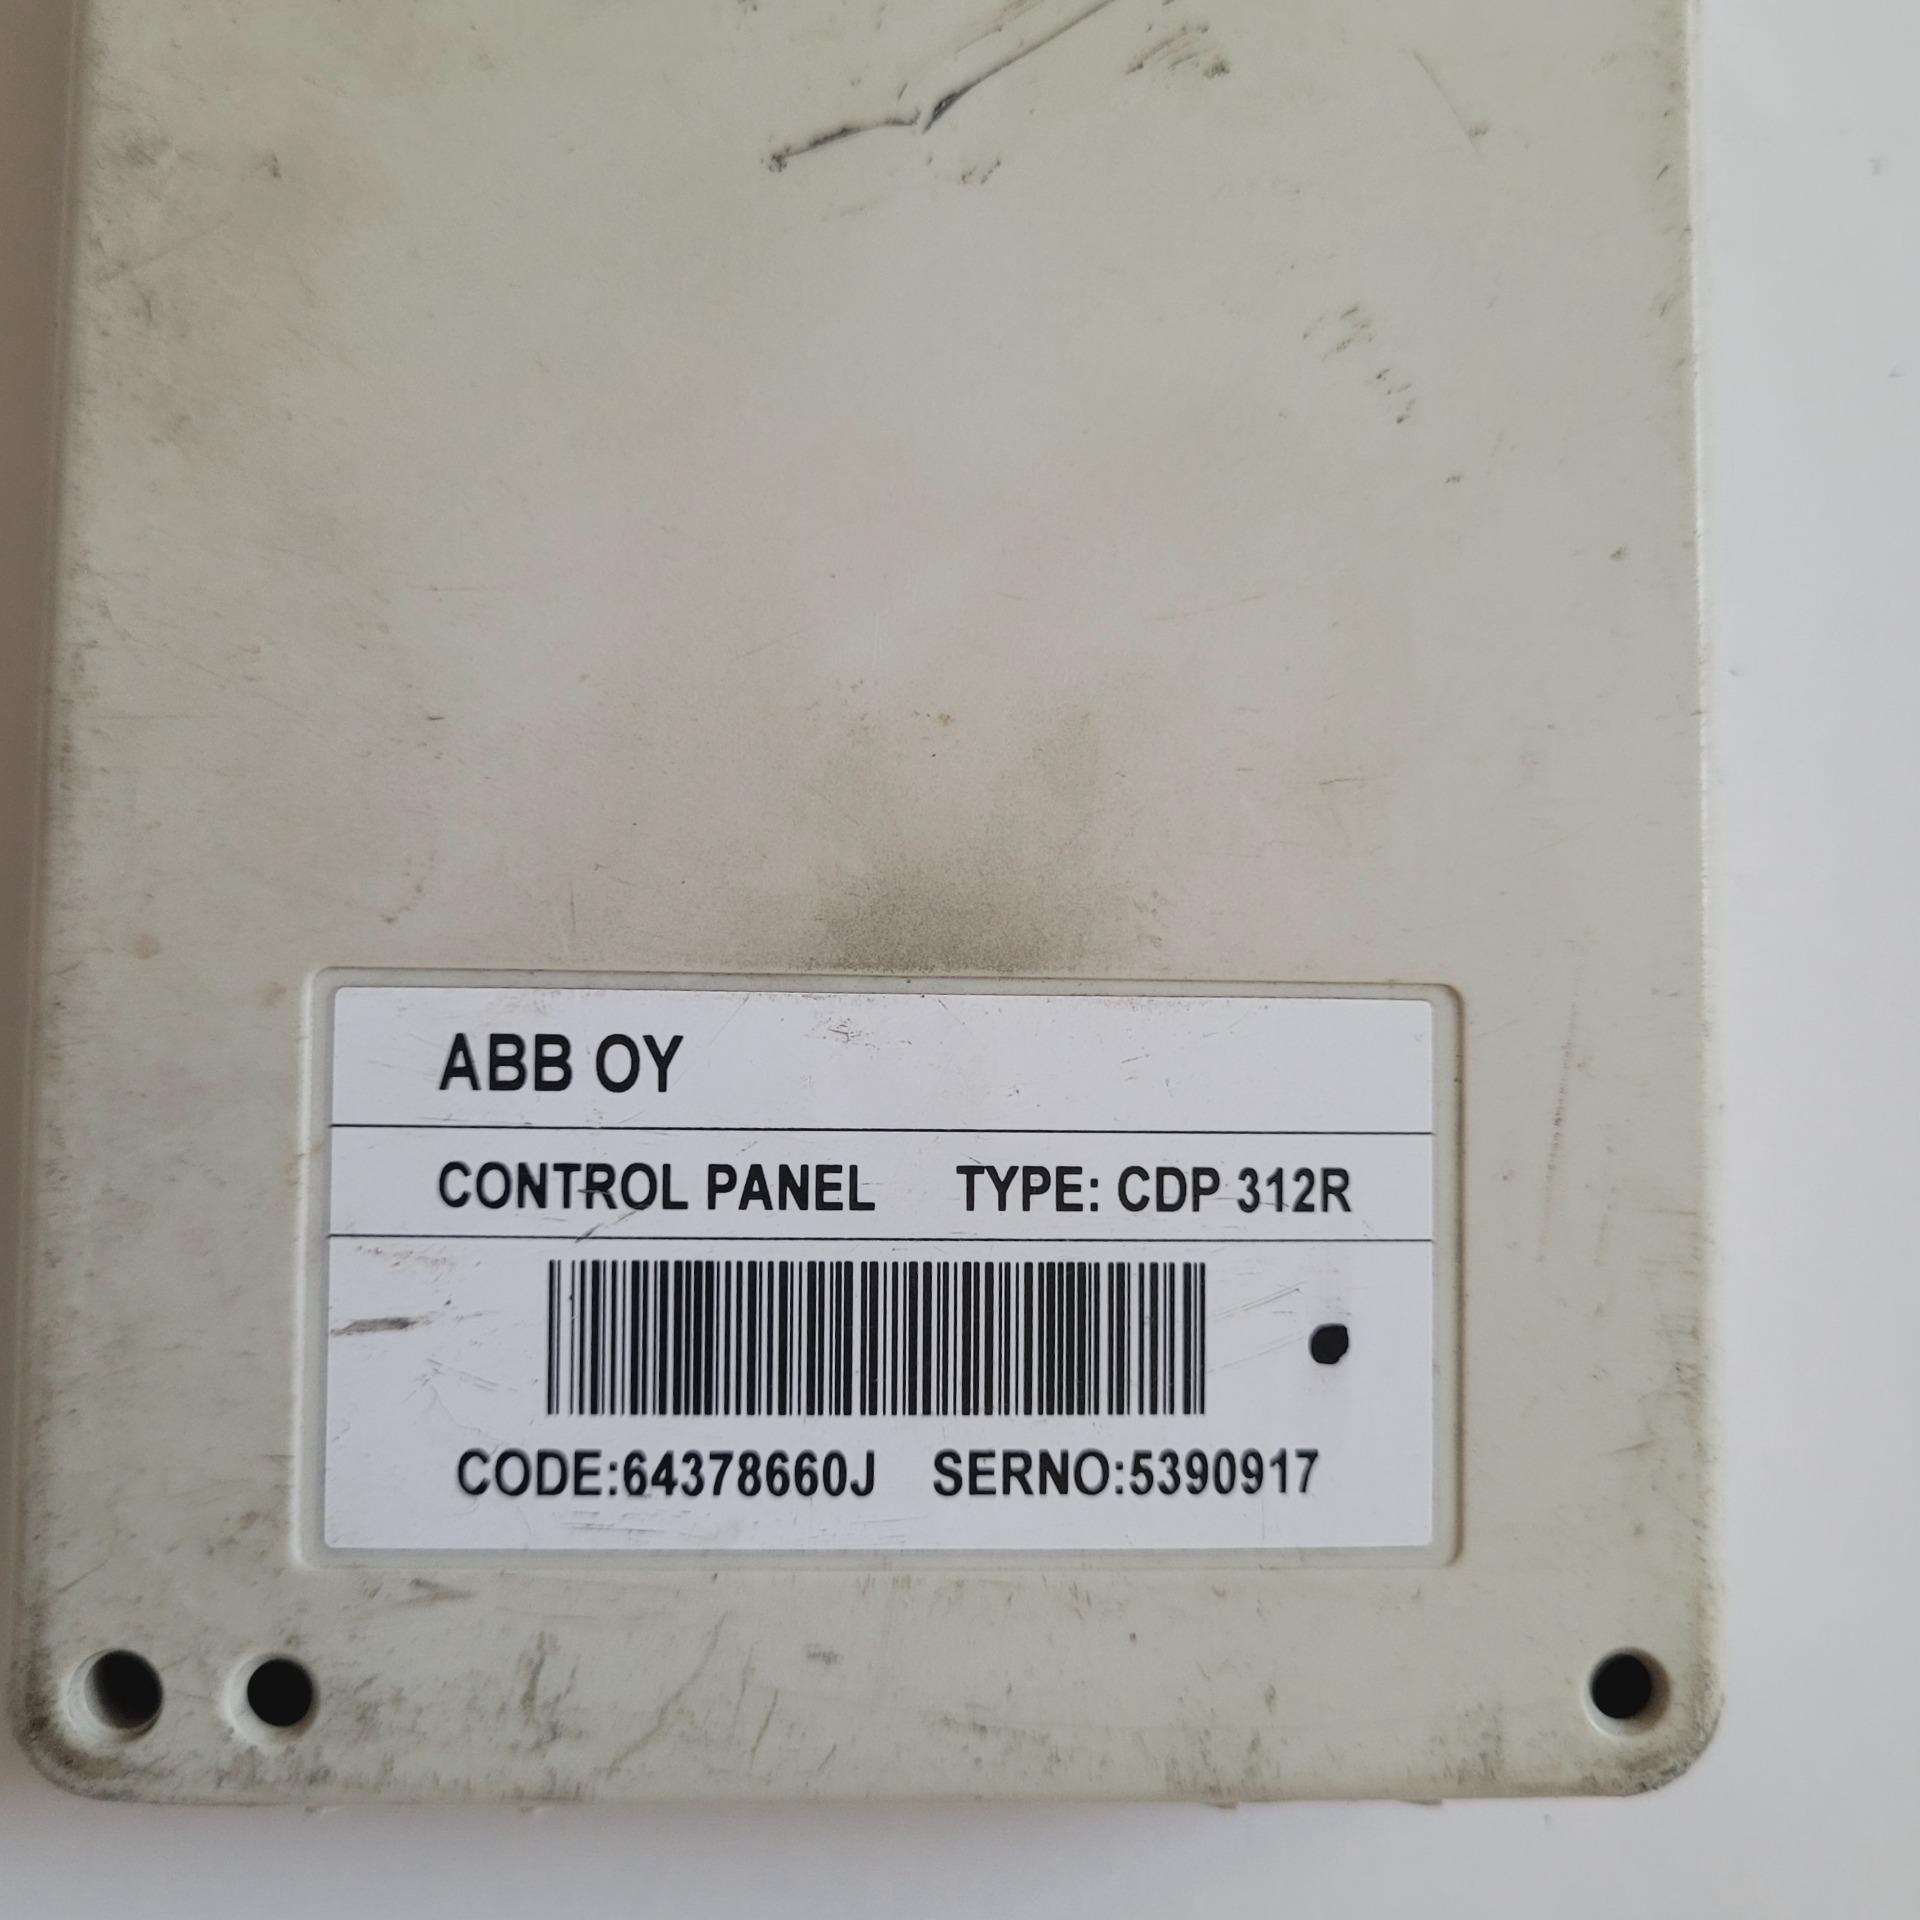 ABB OY
CONTROL PANEL TYPE: CDP 312R
CODE:64378660J SERNO:5390917